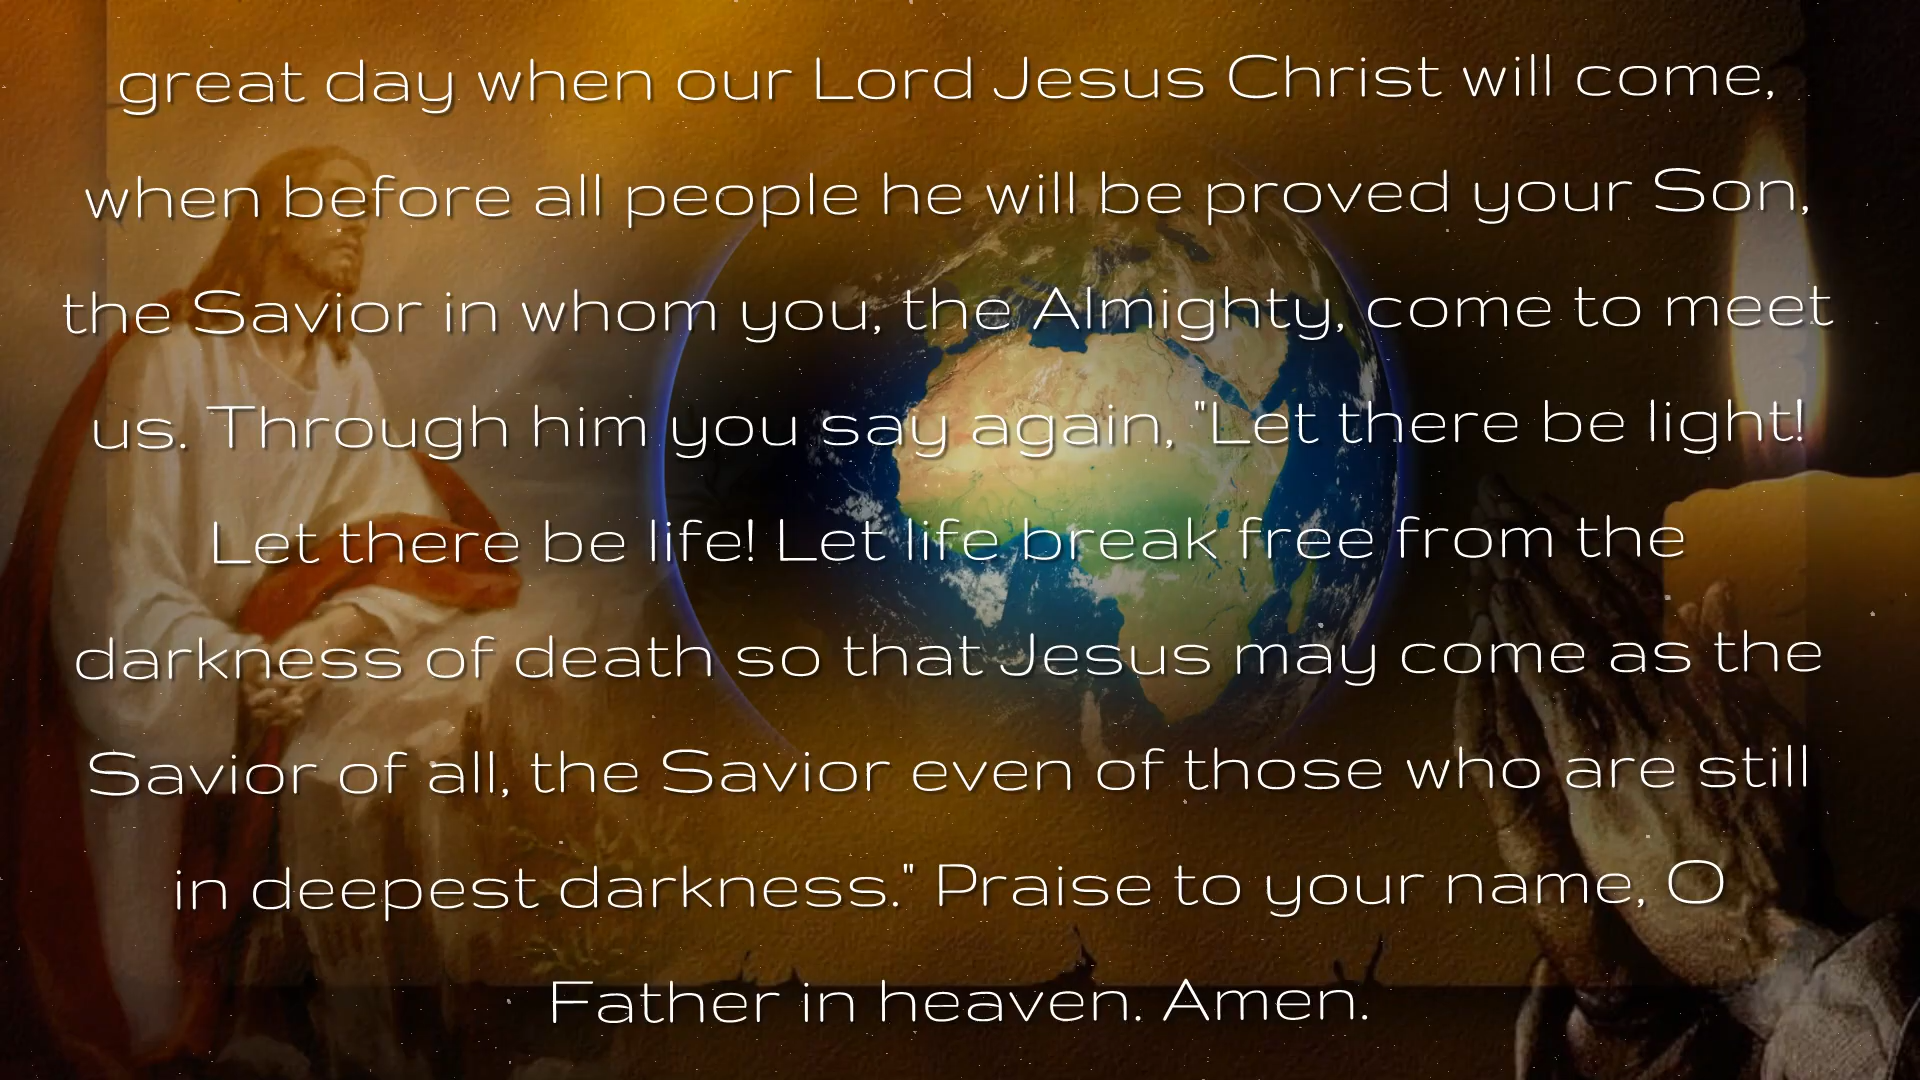 great day when our Lord Jesus Christ will come,
when before all people he will be proved your Son,
the Savior in whom you, the Almighty, come to meet
us. Through him you say again, "Let there be light!
Let there be life! Let life break free from the
darkness of death so that Jesus may come as the
Savior of all, the Savior even of those who are still
in deepest darkness." Praise to your name, O
Father in heaven. Amen.